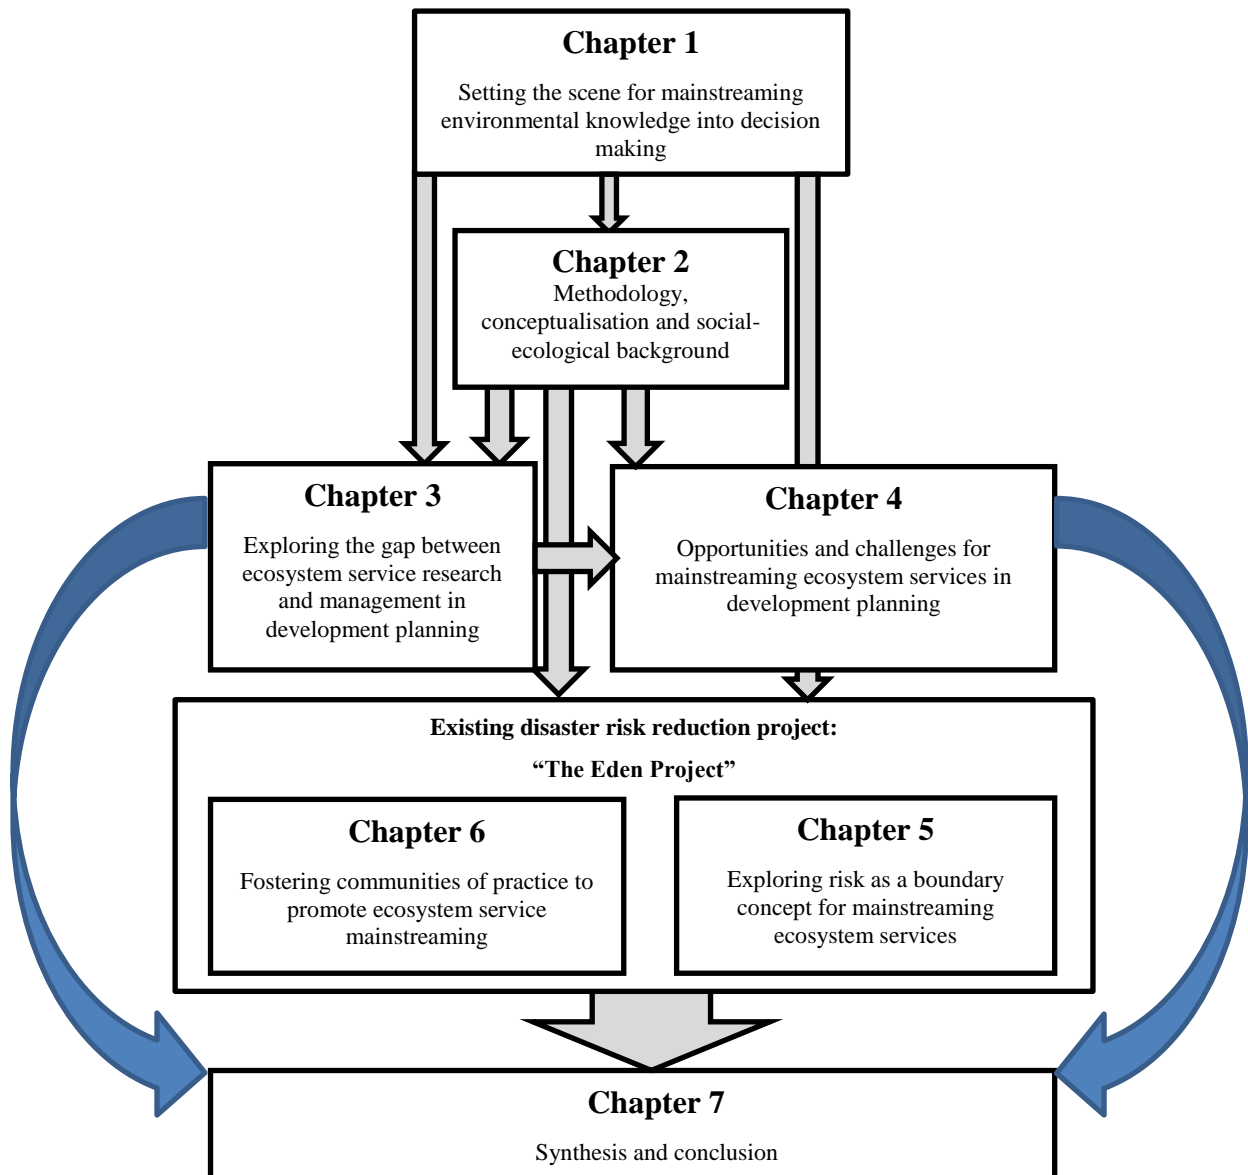 Chapter 1
Setting the scene for mainstreaming
environmental knowledge into decision
making
Chapter 2
Methodology,
conceptualisation and social-
ecological background
Chapter 3
Exploring the gap between
ecosystem service research
and management in
development planning
Chapter 4
Opportunities and challenges for
mainstreaming ecosystem services in
development planning
Existing disaster risk reduction project:
“The Eden Project”
Chapter 6
Fostering communities of practice to
promote ecosystem service
mainstreaming
Chapter 5
Exploring risk as a boundary
concept for mainstreaming
ecosystem services
Chapter 7
Synthesis and conclusion